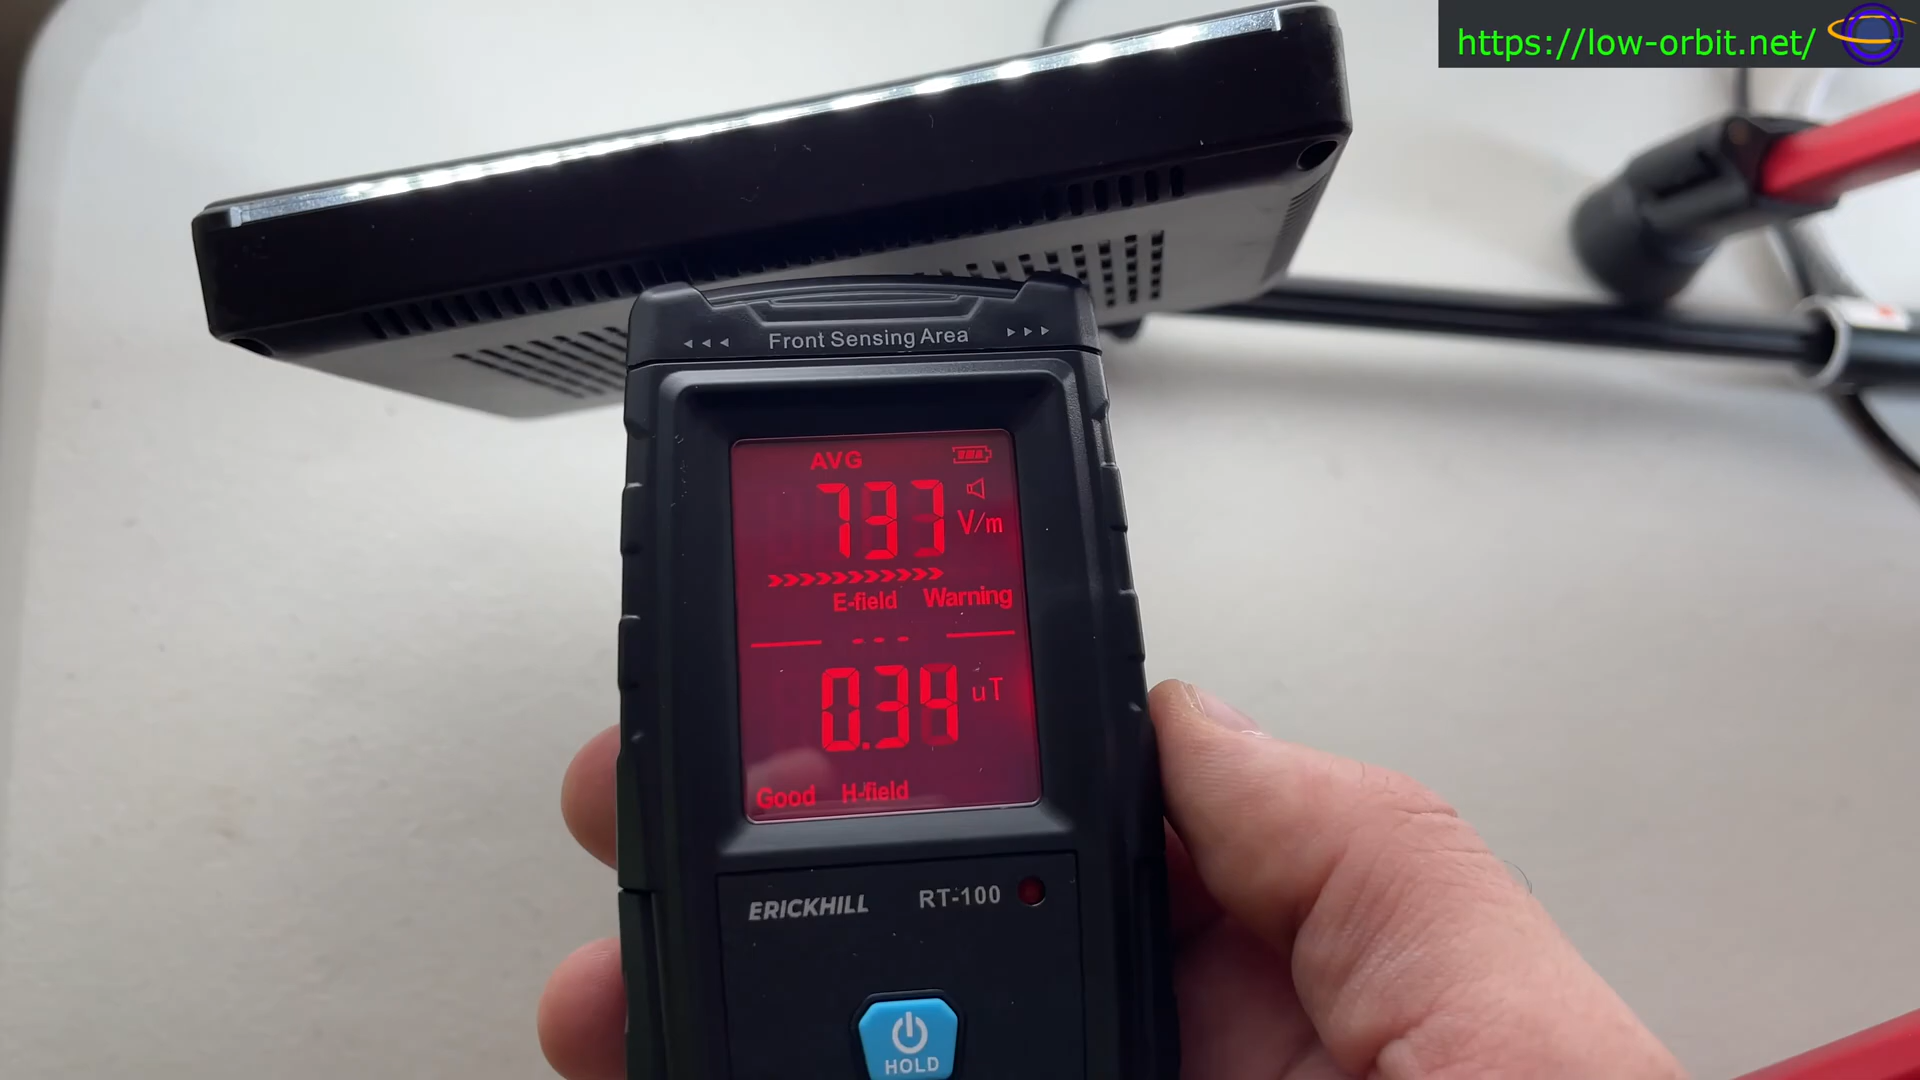 https://low-orbit.net/
Front Sensing Area
AVG
737 V/m
E-field Warning
0.34 uT
Good H-field
ERICKHILL RT-100
HOLD